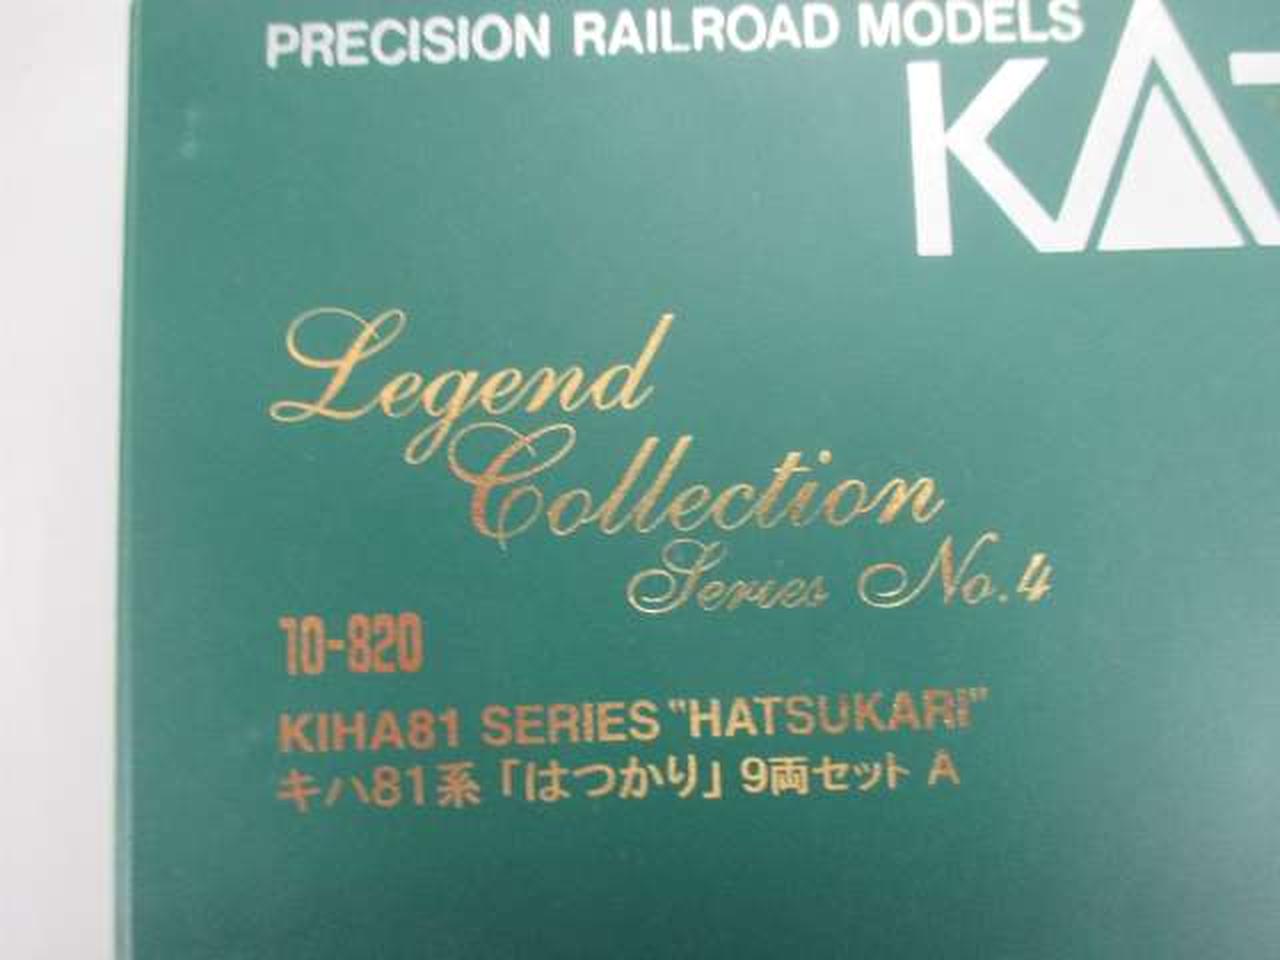 PRECISION RAILROAD MODELS
KAT
Legend
Collection
Series No.4
10-820
KIHA81 SERIES "HATSUKARI"
キハ81系「はつかり」9両セット A